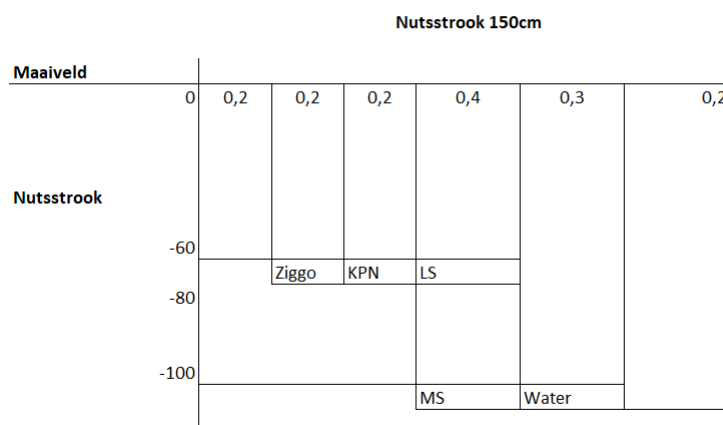 Nutsstrook 150cm
Maaiveld
0 0,2 0,2 0,2 0,4 0,3 0,2
Nutsstrook
-60
Ziggo KPN LS
-80
-100
MS Water